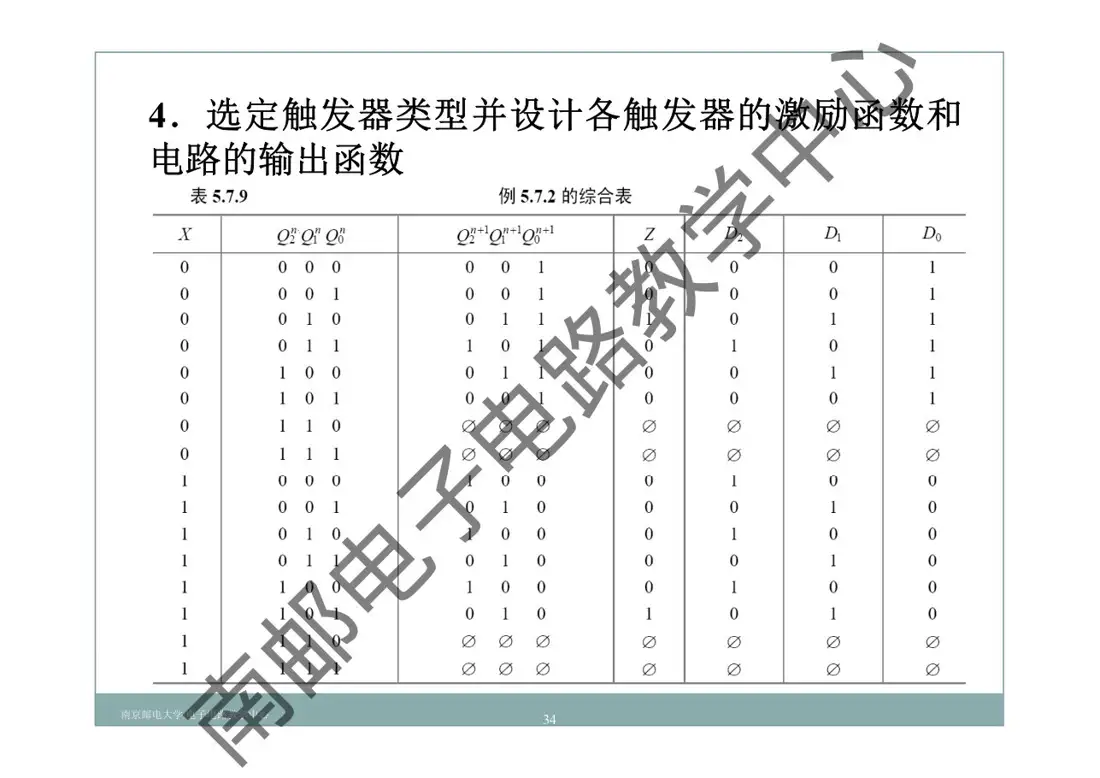 4．选定触发器类型并设计各触发器的激励函数和
电路的输出函数
表 5.7.9 例 5.7.2 的综合表
X Q₂ⁿ Q₁ⁿ Q₀ⁿ Q₂ⁿ⁺¹Q₁ⁿ⁺¹Q₀ⁿ⁺¹ Z D₂ D₁ D₀
0 0 0 0 0 0 1 0 0 0 1
0 0 0 1 0 0 1 0 0 0 1
0 0 1 0 0 1 1 1 0 1 1
0 0 1 1 1 0 1 0 1 0 1
0 1 0 0 0 1 1 0 0 1 1
0 1 0 1 0 0 1 0 0 0 1
0 1 1 0 ∅ ∅ ∅ ∅ ∅ ∅ ∅
0 1 1 1 ∅ ∅ ∅ ∅ ∅ ∅ ∅
1 0 0 0 1 0 0 0 1 0 0
1 0 0 1 0 1 0 0 0 1 0
1 0 1 0 1 0 0 0 1 0 0
1 0 1 1 0 1 0 0 0 1 0
1 1 0 0 1 0 0 0 1 0 0
1 1 0 1 0 1 0 1 0 1 0
1 1 1 0 ∅ ∅ ∅ ∅ ∅ ∅ ∅
1 1 1 1 ∅ ∅ ∅ ∅ ∅ ∅ ∅
南邮电子电路教学中心
南京邮电大学 电子电路教学中心
34